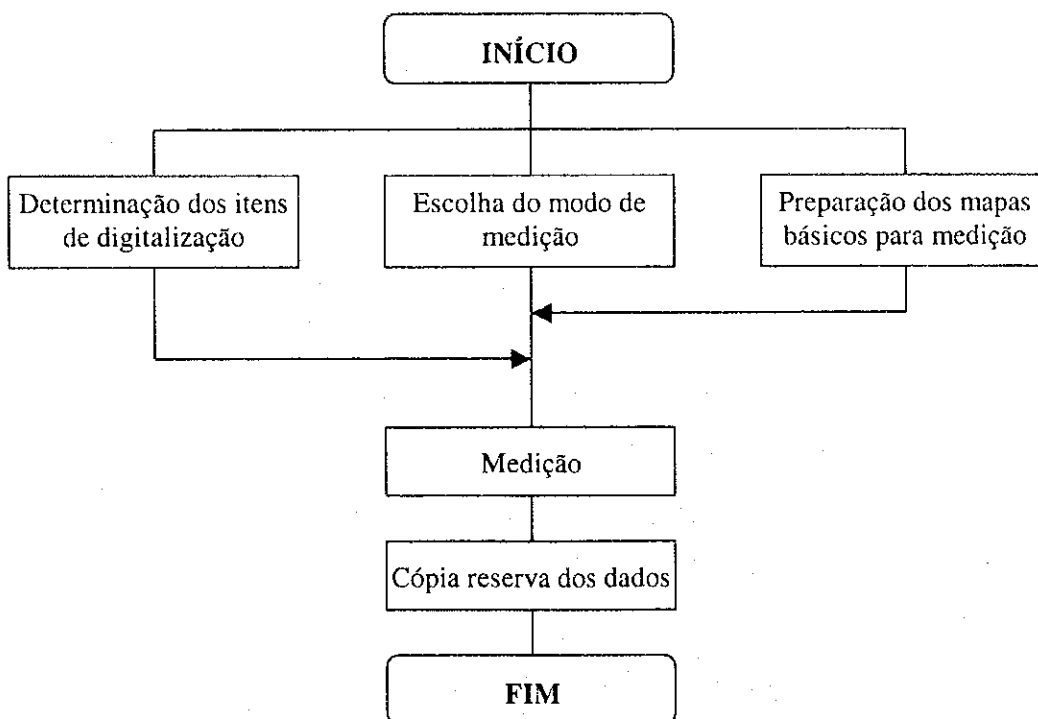 INÍCIO
Determinação dos itens
de digitalização
Escolha do modo de
medição
Preparação dos mapas
básicos para medição
Medição
Cópia reserva dos dados
FIM